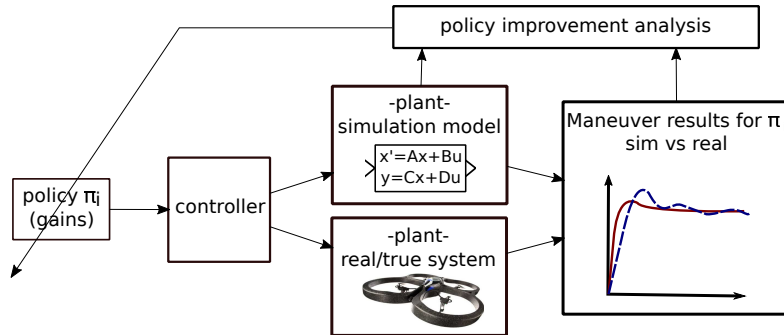 policy improvement analysis
-plant-
simulation model
x'=Ax+Bu
y=Cx+Du
Maneuver results for π
sim vs real
policy πi
(gains)
controller
-plant-
real/true system